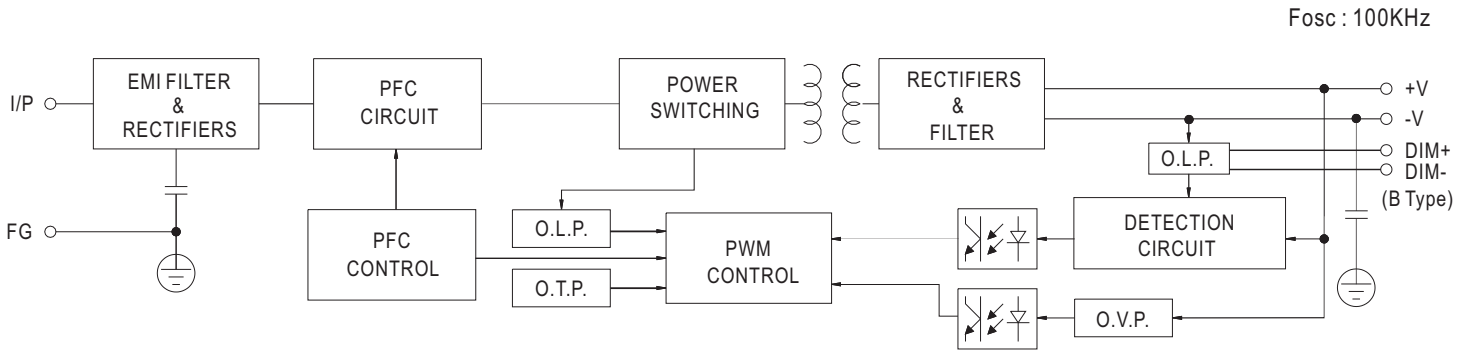 Fosc : 100KHz
I/P
EMI FILTER
&
RECTIFIERS
PFC
CIRCUIT
POWER
SWITCHING
RECTIFIERS
&
FILTER
+V
-V
O.L.P.
DIM+
DIM-
(B Type)
FG
PFC
CONTROL
O.L.P.
O.T.P.
PWM
CONTROL
DETECTION
CIRCUIT
O.V.P.